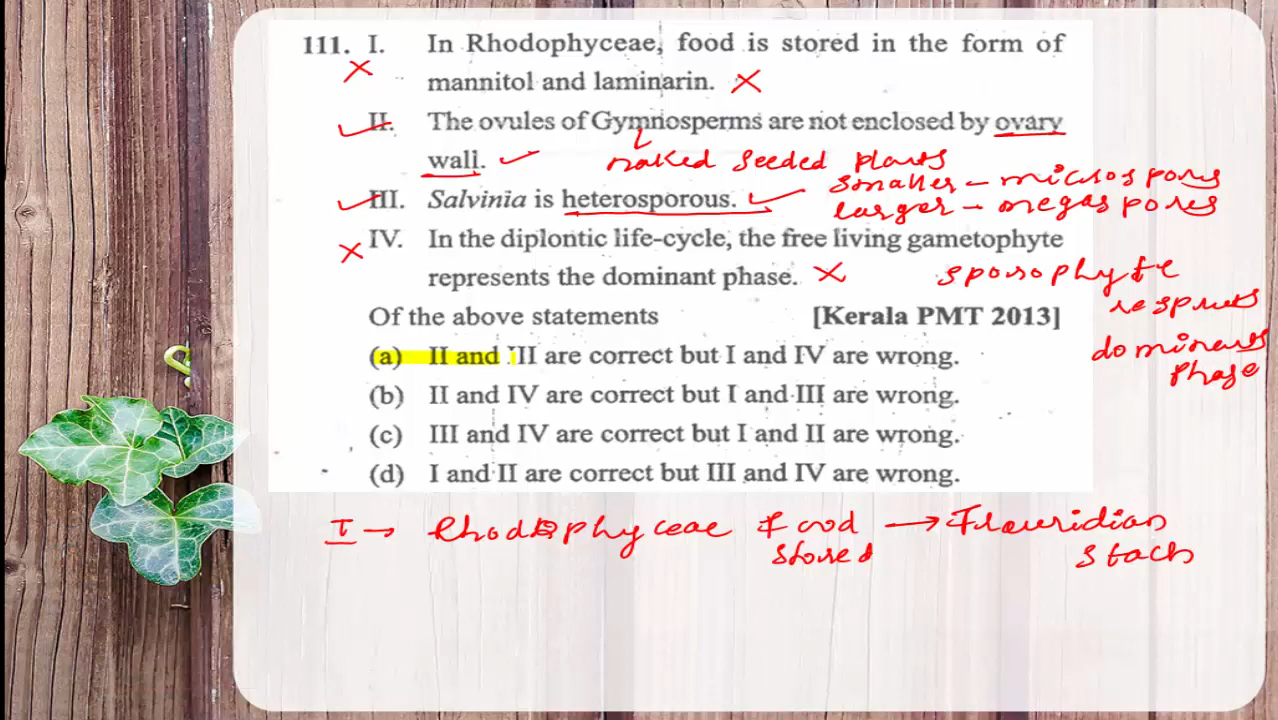 111. I. In Rhodophyceae, food is stored in the form of
mannitol and laminarin.
II. The ovules of Gymnosperms are not enclosed by ovary
wall. naked seeded plants
smaller - microspores
III. Salvinia is heterosporous. larger - megaspores
IV. In the diplontic life-cycle, the free living gametophyte
represents the dominant phase. sporophyte
Of the above statements [Kerala PMT 2013]
dominants
phase
(a) II and III are correct but I and IV are wrong.
(b) II and IV are correct but I and III are wrong.
(c) III and IV are correct but I and II are wrong.
(d) I and II are correct but III and IV are wrong.
I → Rhodophyceae food → Flouridian
stored stach